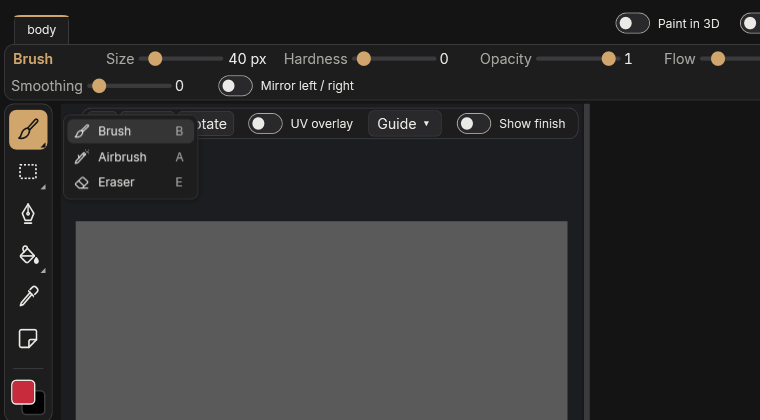 body
Paint in 3D
Brush Size 40 px Hardness 0 Opacity 1 Flow
Smoothing 0 Mirror left / right
UV overlay Guide Show finish
Brush B
Airbrush A
Eraser E